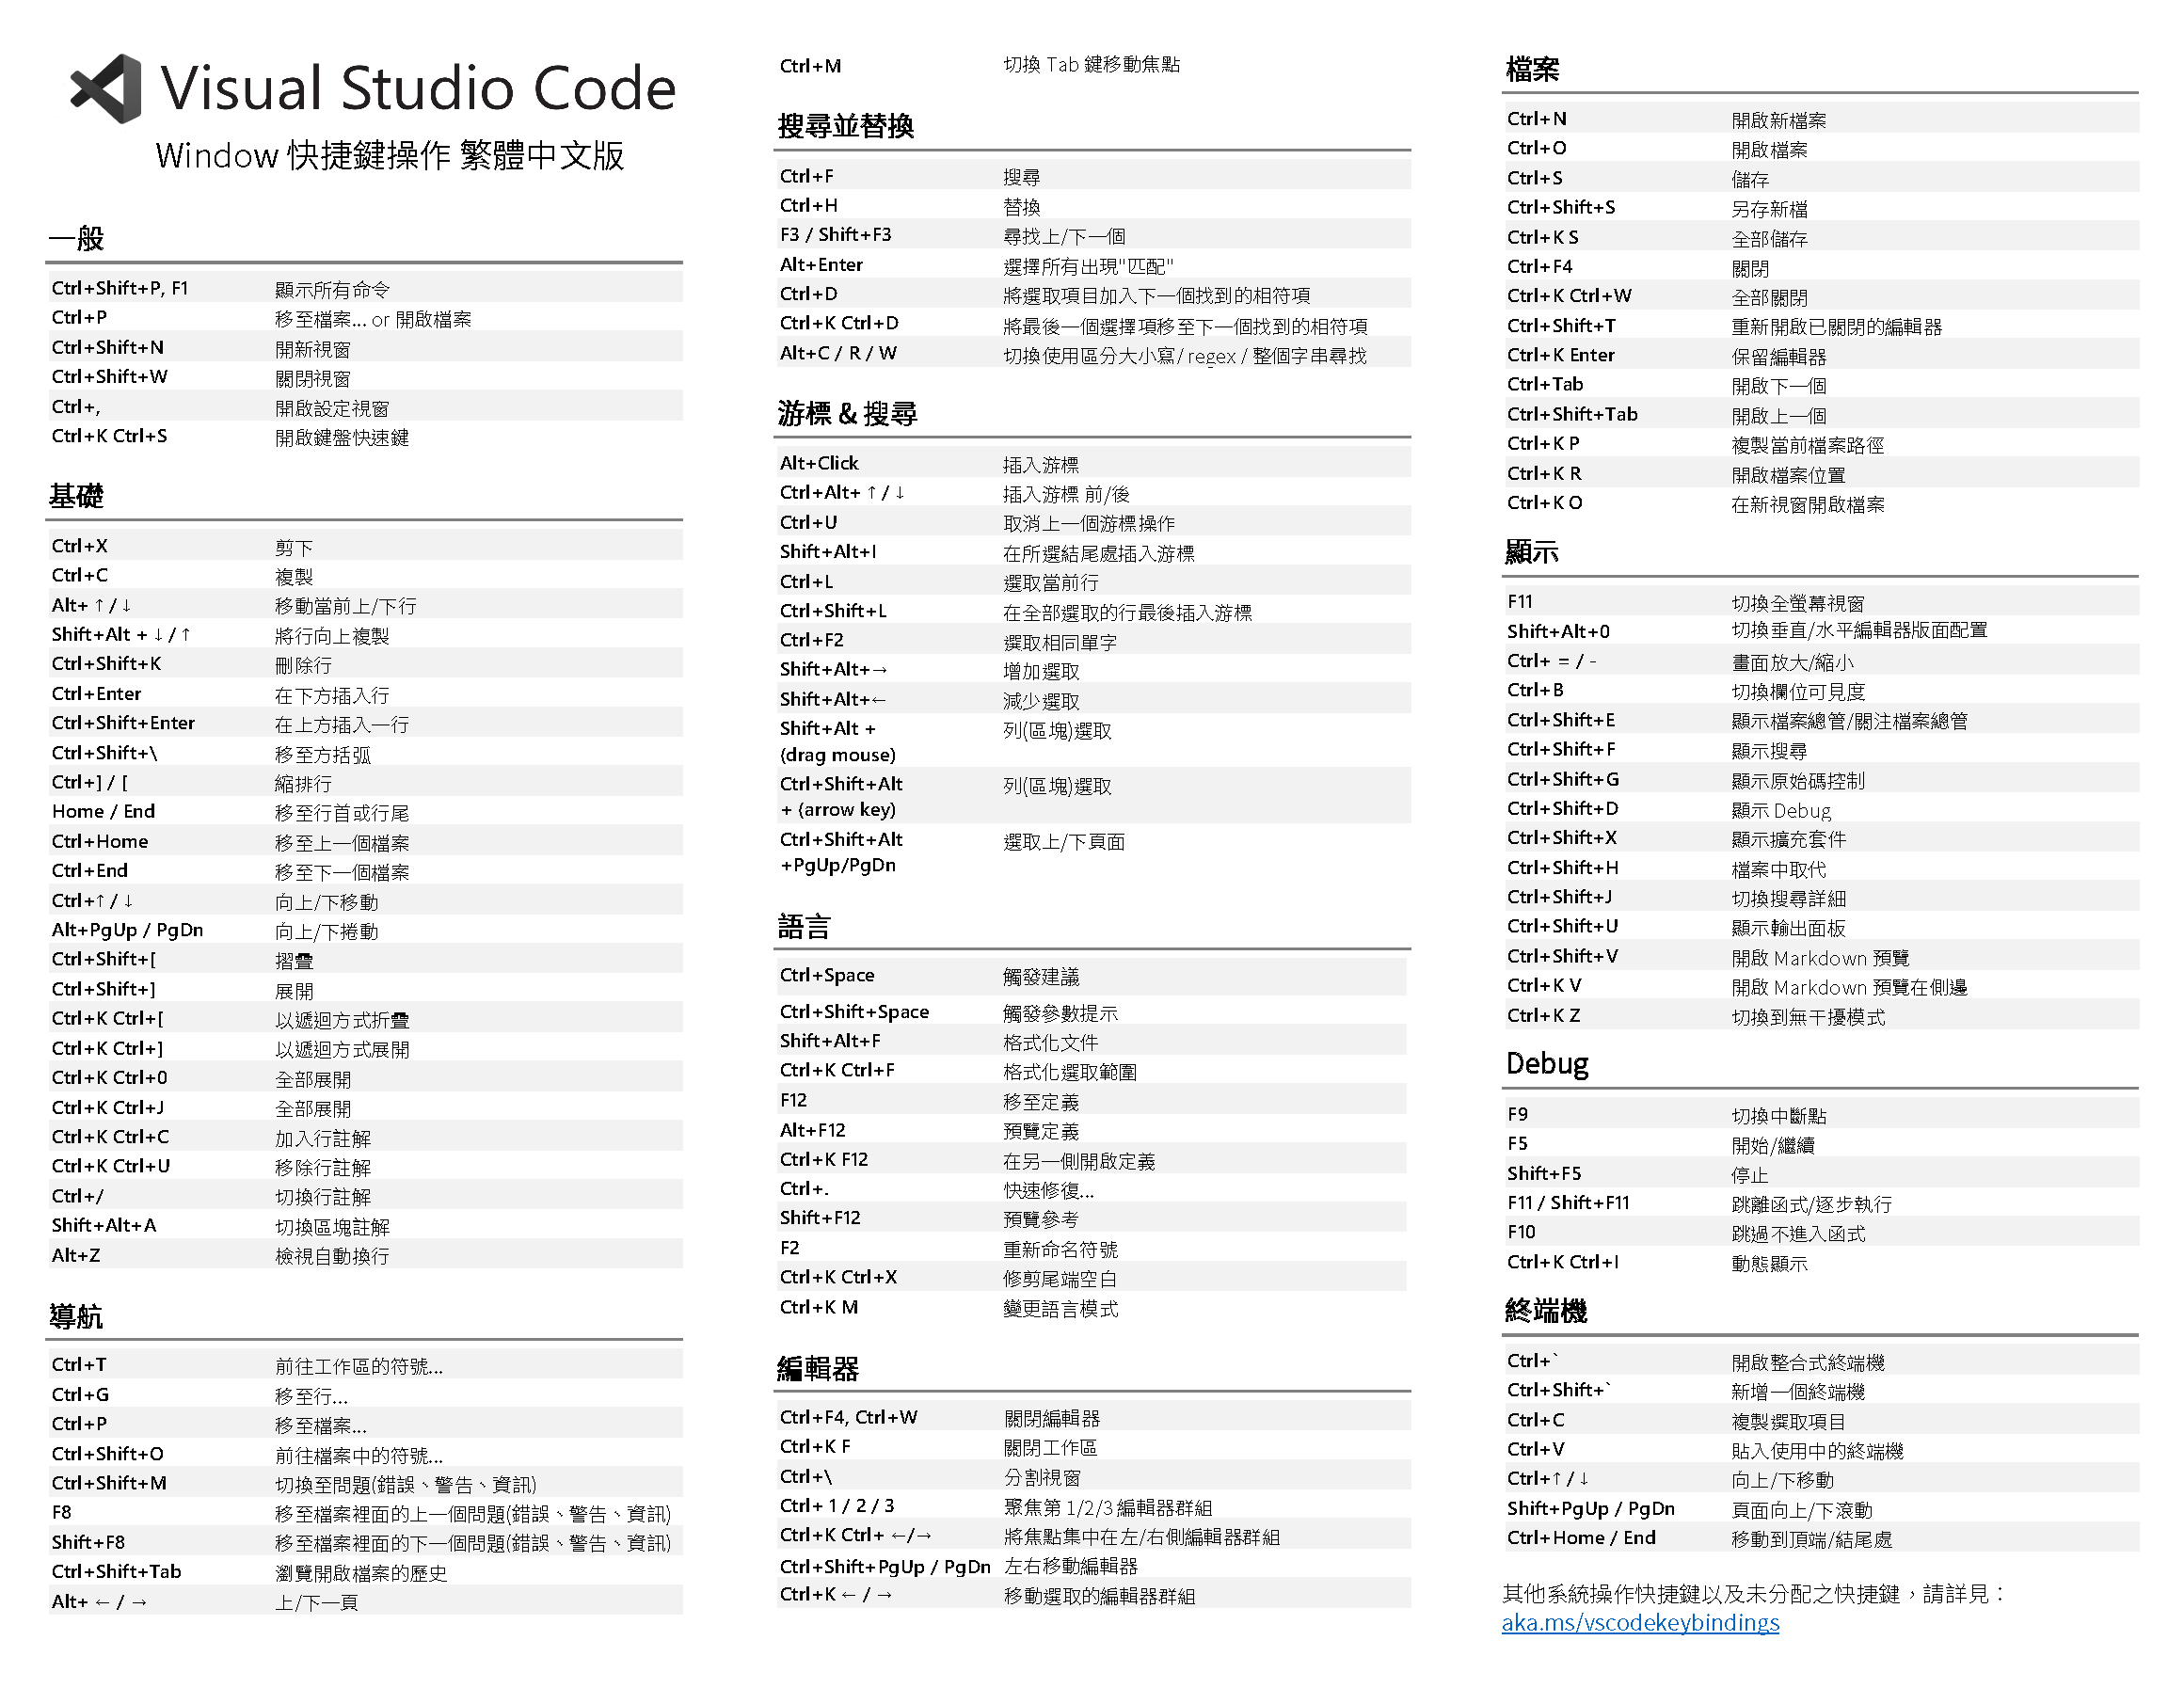 Visual Studio Code
Window 快捷鍵操作 繁體中文版
一般
Ctrl+Shift+P, F1 顯示所有命令
Ctrl+P 移至檔案... or 開啟檔案
Ctrl+Shift+N 開新視窗
Ctrl+Shift+W 關閉視窗
Ctrl+, 開啟設定視窗
Ctrl+K Ctrl+S 開啟鍵盤快速鍵
基礎
Ctrl+X 剪下
Ctrl+C 複製
Alt+ ↑ / ↓ 移動當前上/下行
Shift+Alt + ↓ / ↑ 將行向上複製
Ctrl+Shift+K 刪除行
Ctrl+Enter 在下方插入行
Ctrl+Shift+Enter 在上方插入一行
Ctrl+Shift+\ 移至方括弧
Ctrl+] / [ 縮排行
Home / End 移至行首或行尾
Ctrl+Home 移至上一個檔案
Ctrl+End 移至下一個檔案
Ctrl+↑ / ↓ 向上/下移動
Alt+PgUp / PgDn 向上/下捲動
Ctrl+Shift+[ 摺疊
Ctrl+Shift+] 展開
Ctrl+K Ctrl+[ 以遞迴方式折疊
Ctrl+K Ctrl+] 以遞迴方式展開
Ctrl+K Ctrl+0 全部展開
Ctrl+K Ctrl+J 全部展開
Ctrl+K Ctrl+C 加入行註解
Ctrl+K Ctrl+U 移除行註解
Ctrl+/ 切換行註解
Shift+Alt+A 切換區塊註解
Alt+Z 檢視自動換行
導航
Ctrl+T 前往工作區的符號...
Ctrl+G 移至行...
Ctrl+P 移至檔案...
Ctrl+Shift+O 前往檔案中的符號...
Ctrl+Shift+M 切換至問題(錯誤、警告、資訊)
F8 移至檔案裡面的上一個問題(錯誤、警告、資訊)
Shift+F8 移至檔案裡面的下一個問題(錯誤、警告、資訊)
Ctrl+Shift+Tab 瀏覽開啟檔案的歷史
Alt+ ← / → 上/下一頁
Ctrl+M 切換 Tab 鍵移動焦點
搜尋並替換
Ctrl+F 搜尋
Ctrl+H 替換
F3 / Shift+F3 尋找上/下一個
Alt+Enter 選擇所有出現"匹配"
Ctrl+D 將選取項目加入下一個找到的相符項
Ctrl+K Ctrl+D 將最後一個選擇項移至下一個找到的相符項
Alt+C / R / W 切換使用區分大小寫/ regex / 整個字串尋找
游標 & 搜尋
Alt+Click 插入游標
Ctrl+Alt+ ↑ / ↓ 插入游標 前/後
Ctrl+U 取消上一個游標操作
Shift+Alt+I 在所選結尾處插入游標
Ctrl+L 選取當前行
Ctrl+Shift+L 在全部選取的行最後插入游標
Ctrl+F2 選取相同單字
Shift+Alt+→ 增加選取
Shift+Alt+← 減少選取
Shift+Alt + 列(區塊)選取
(drag mouse)
Ctrl+Shift+Alt 列(區塊)選取
+ (arrow key)
Ctrl+Shift+Alt 選取上/下頁面
+PgUp/PgDn
語言
Ctrl+Space 觸發建議
Ctrl+Shift+Space 觸發參數提示
Shift+Alt+F 格式化文件
Ctrl+K Ctrl+F 格式化選取範圍
F12 移至定義
Alt+F12 預覽定義
Ctrl+K F12 在另一側開啟定義
Ctrl+. 快速修復...
Shift+F12 預覽參考
F2 重新命名符號
Ctrl+K Ctrl+X 修剪尾端空白
Ctrl+K M 變更語言模式
編輯器
Ctrl+F4, Ctrl+W 關閉編輯器
Ctrl+K F 關閉工作區
Ctrl+\ 分割視窗
Ctrl+ 1 / 2 / 3 聚焦第 1/2/3 編輯器群組
Ctrl+K Ctrl+ ←/→ 將焦點集中在左/右側編輯器群組
Ctrl+Shift+PgUp / PgDn 左右移動編輯器
Ctrl+K ← / → 移動選取的編輯器群組
檔案
Ctrl+N 開啟新檔案
Ctrl+O 開啟檔案
Ctrl+S 儲存
Ctrl+Shift+S 另存新檔
Ctrl+K S 全部儲存
Ctrl+F4 關閉
Ctrl+K Ctrl+W 全部關閉
Ctrl+Shift+T 重新開啟已關閉的編輯器
Ctrl+K Enter 保留編輯器
Ctrl+Tab 開啟下一個
Ctrl+Shift+Tab 開啟上一個
Ctrl+K P 複製當前檔案路徑
Ctrl+K R 開啟檔案位置
Ctrl+K O 在新視窗開啟檔案
顯示
F11 切換全螢幕視窗
Shift+Alt+0 切換垂直/水平編輯器版面配置
Ctrl+ = / - 畫面放大/縮小
Ctrl+B 切換欄位可見度
Ctrl+Shift+E 顯示檔案總管/關注檔案總管
Ctrl+Shift+F 顯示搜尋
Ctrl+Shift+G 顯示原始碼控制
Ctrl+Shift+D 顯示 Debug
Ctrl+Shift+X 顯示擴充套件
Ctrl+Shift+H 檔案中取代
Ctrl+Shift+J 切換搜尋詳細
Ctrl+Shift+U 顯示輸出面板
Ctrl+Shift+V 開啟 Markdown 預覽
Ctrl+K V 開啟 Markdown 預覽在側邊
Ctrl+K Z 切換到無干擾模式
Debug
F9 切換中斷點
F5 開始/繼續
Shift+F5 停止
F11 / Shift+F11 跳離函式/逐步執行
F10 跳過不進入函式
Ctrl+K Ctrl+I 動態顯示
終端機
Ctrl+` 開啟整合式終端機
Ctrl+Shift+` 新增一個終端機
Ctrl+C 複製選取項目
Ctrl+V 貼入使用中的終端機
Ctrl+↑ / ↓ 向上/下移動
Shift+PgUp / PgDn 頁面向上/下滾動
Ctrl+Home / End 移動到頂端/結尾處
其他系統操作快捷鍵以及未分配之快捷鍵，請詳見：
aka.ms/vscodekeybindings